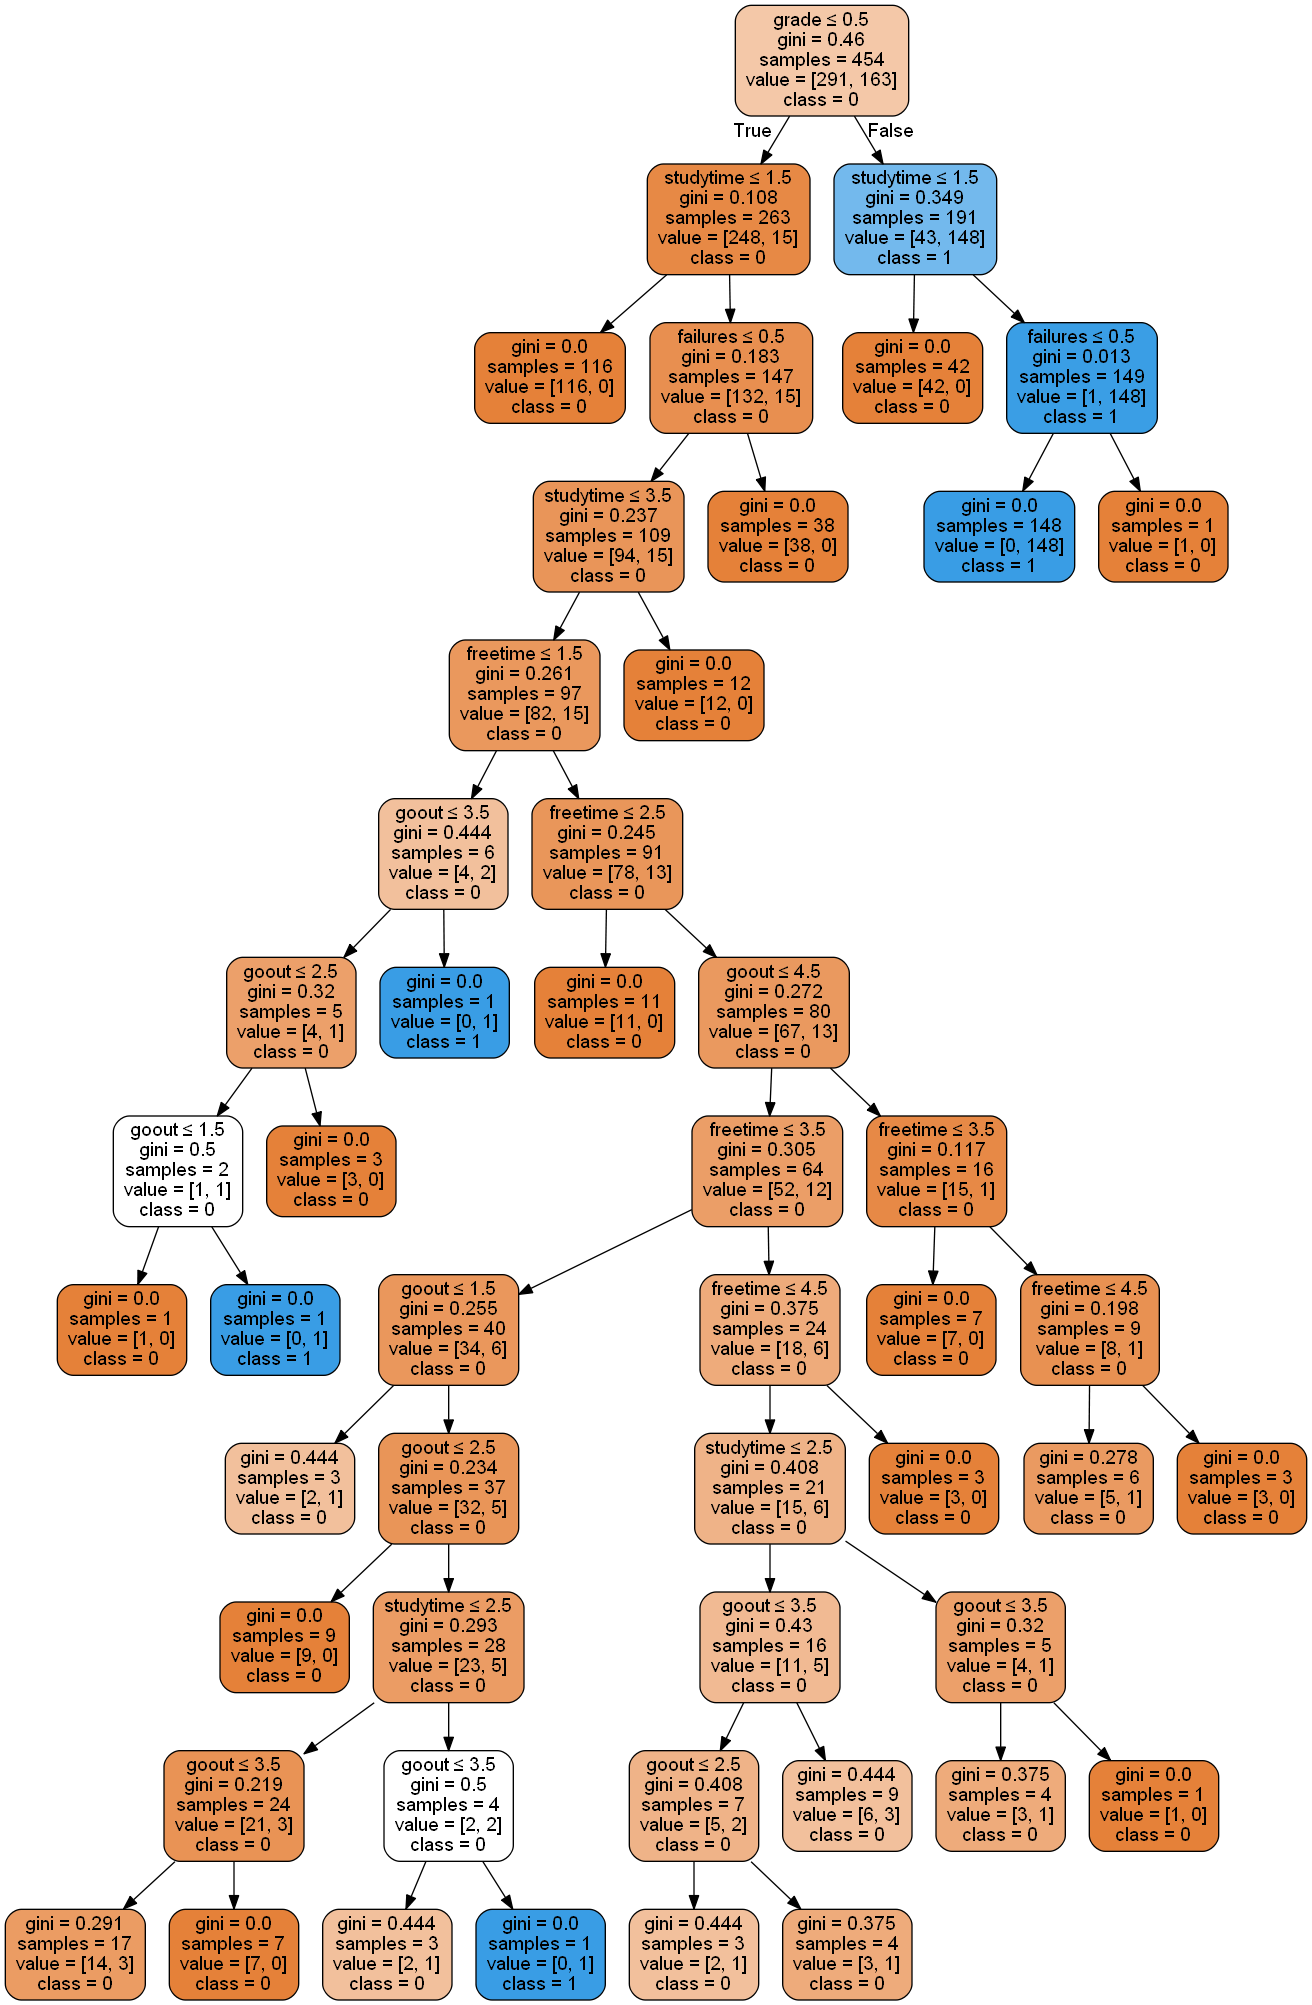 grade ≤ 0.5
gini = 0.46
samples = 454
value = [291, 163]
class = 0
True
False
studytime ≤ 1.5
gini = 0.108
samples = 263
value = [248, 15]
class = 0
studytime ≤ 1.5
gini = 0.349
samples = 191
value = [43, 148]
class = 1
gini = 0.0
samples = 116
value = [116, 0]
class = 0
failures ≤ 0.5
gini = 0.183
samples = 147
value = [132, 15]
class = 0
gini = 0.0
samples = 42
value = [42, 0]
class = 0
failures ≤ 0.5
gini = 0.013
samples = 149
value = [1, 148]
class = 1
studytime ≤ 3.5
gini = 0.237
samples = 109
value = [94, 15]
class = 0
gini = 0.0
samples = 38
value = [38, 0]
class = 0
gini = 0.0
samples = 148
value = [0, 148]
class = 1
gini = 0.0
samples = 1
value = [1, 0]
class = 0
freetime ≤ 1.5
gini = 0.261
samples = 97
value = [82, 15]
class = 0
gini = 0.0
samples = 12
value = [12, 0]
class = 0
goout ≤ 3.5
gini = 0.444
samples = 6
value = [4, 2]
class = 0
freetime ≤ 2.5
gini = 0.245
samples = 91
value = [78, 13]
class = 0
goout ≤ 2.5
gini = 0.32
samples = 5
value = [4, 1]
class = 0
gini = 0.0
samples = 1
value = [0, 1]
class = 1
gini = 0.0
samples = 11
value = [11, 0]
class = 0
goout ≤ 4.5
gini = 0.272
samples = 80
value = [67, 13]
class = 0
goout ≤ 1.5
gini = 0.5
samples = 2
value = [1, 1]
class = 0
gini = 0.0
samples = 3
value = [3, 0]
class = 0
freetime ≤ 3.5
gini = 0.305
samples = 64
value = [52, 12]
class = 0
freetime ≤ 3.5
gini = 0.117
samples = 16
value = [15, 1]
class = 0
gini = 0.0
samples = 1
value = [1, 0]
class = 0
gini = 0.0
samples = 1
value = [0, 1]
class = 1
goout ≤ 1.5
gini = 0.255
samples = 40
value = [34, 6]
class = 0
freetime ≤ 4.5
gini = 0.375
samples = 24
value = [18, 6]
class = 0
gini = 0.0
samples = 7
value = [7, 0]
class = 0
freetime ≤ 4.5
gini = 0.198
samples = 9
value = [8, 1]
class = 0
gini = 0.444
samples = 3
value = [2, 1]
class = 0
goout ≤ 2.5
gini = 0.234
samples = 37
value = [32, 5]
class = 0
studytime ≤ 2.5
gini = 0.408
samples = 21
value = [15, 6]
class = 0
gini = 0.0
samples = 3
value = [3, 0]
class = 0
gini = 0.278
samples = 6
value = [5, 1]
class = 0
gini = 0.0
samples = 3
value = [3, 0]
class = 0
gini = 0.0
samples = 9
value = [9, 0]
class = 0
studytime ≤ 2.5
gini = 0.293
samples = 28
value = [23, 5]
class = 0
goout ≤ 3.5
gini = 0.43
samples = 16
value = [11, 5]
class = 0
goout ≤ 3.5
gini = 0.32
samples = 5
value = [4, 1]
class = 0
goout ≤ 3.5
gini = 0.219
samples = 24
value = [21, 3]
class = 0
goout ≤ 3.5
gini = 0.5
samples = 4
value = [2, 2]
class = 0
goout ≤ 2.5
gini = 0.408
samples = 7
value = [5, 2]
class = 0
gini = 0.444
samples = 9
value = [6, 3]
class = 0
gini = 0.375
samples = 4
value = [3, 1]
class = 0
gini = 0.0
samples = 1
value = [1, 0]
class = 0
gini = 0.291
samples = 17
value = [14, 3]
class = 0
gini = 0.0
samples = 7
value = [7, 0]
class = 0
gini = 0.444
samples = 3
value = [2, 1]
class = 0
gini = 0.0
samples = 1
value = [0, 1]
class = 1
gini = 0.444
samples = 3
value = [2, 1]
class = 0
gini = 0.375
samples = 4
value = [3, 1]
class = 0